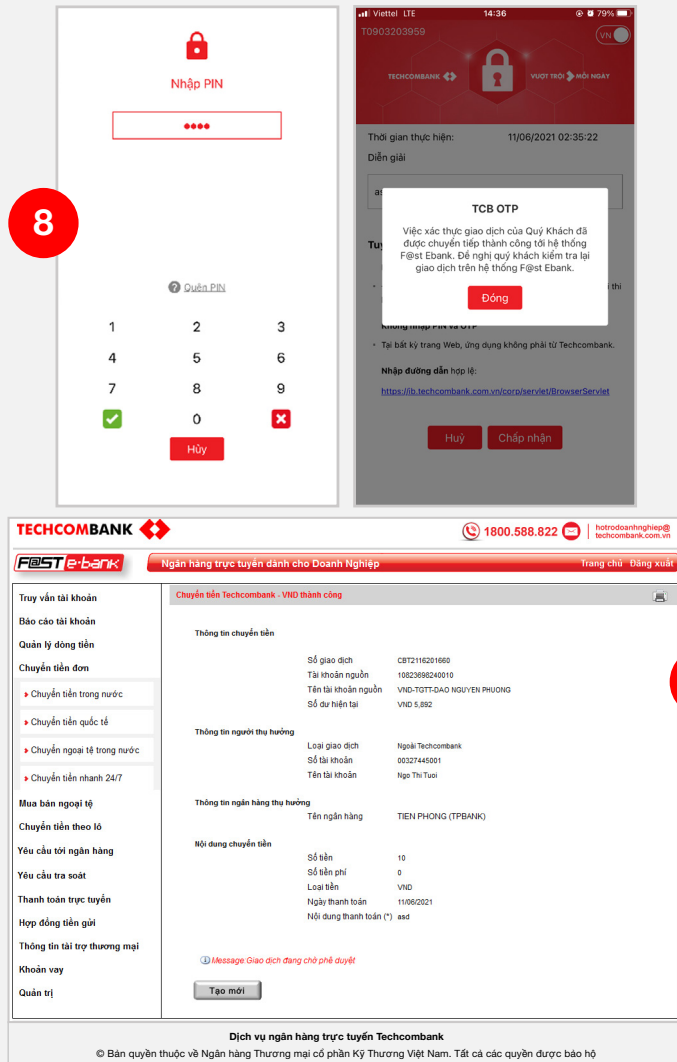 8
Nhập PIN
••••
Quên PIN
1 2 3
4 5 6
7 8 9
0
Hủy
Viettel LTE 14:36 79%
T0903203959
VN
TECHCOMBANK VƯỢT TRỘI MỖI NGÀY
Thời gian thực hiện: 11/06/2021 02:35:22
Diễn giải
TCB OTP
Việc xác thực giao dịch của Quý Khách đã
được chuyển tiếp thành công tới hệ thống
F@st Ebank. Đề nghị quý khách kiểm tra lại
giao dịch trên hệ thống F@st Ebank.
Đóng
thi
Không nhập PIN và OTP
Tại bất kỳ trang Web, ứng dụng không phải từ Techcombank.
Nhập đường dẫn hợp lệ:
https://ib.techcombank.com.vn/corp/servlet/BrowserServlet
Huỷ Chấp nhận
TECHCOMBANK 1800.588.822 hotrodoanhnghiep@
techcombank.com.vn
F@ST e-bank Ngân hàng trực tuyến dành cho Doanh Nghiệp Trang chủ Đăng xuất
Truy vấn tài khoản
Báo cáo tài khoản
Quản lý dòng tiền
Chuyển tiền đơn
Chuyển tiền trong nước
Chuyển tiền quốc tế
Chuyển ngoại tệ trong nước
Chuyển tiền nhanh 24/7
Mua bán ngoại tệ
Chuyển tiền theo lô
Yêu cầu tới ngân hàng
Yêu cầu tra soát
Thanh toán trực tuyến
Hợp đồng tiền gửi
Thông tin tài trợ thương mại
Khoản vay
Quản trị
Chuyển tiền Techcombank - VND thành công
Thông tin chuyển tiền
Số giao dịch CBT2116201660
Tài khoản nguồn 10823698240010
Tên tài khoản nguồn VND-TGTT-DAO NGUYEN PHUONG
Số dư hiện tại VND 5,892
Thông tin người thụ hưởng
Loại giao dịch Ngoài Techcombank
Số tài khoản 00327445001
Tên tài khoản Ngo Thi Tuoi
Thông tin ngân hàng thụ hưởng
Tên ngân hàng TIEN PHONG (TPBANK)
Nội dung chuyển tiền
Số tiền 10
Số tiền phí 0
Loại tiền VND
Ngày thanh toán 11/06/2021
Nội dung thanh toán (*) asd
Message Giao dịch đang chờ phê duyệt
Tạo mới
Dịch vụ ngân hàng trực tuyến Techcombank
© Bản quyền thuộc về Ngân hàng Thương mại cổ phần Kỹ Thương Việt Nam. Tất cả các quyền được bảo hộ